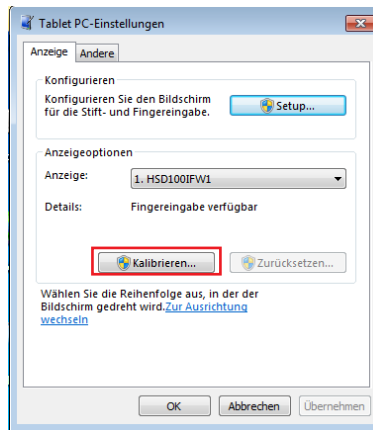 Tablet PC-Einstellungen
Anzeige Andere
Konfigurieren
Konfigurieren Sie den Bildschirm
für die Stift- und Fingereingabe.
Setup...
Anzeigeoptionen
Anzeige:
1. HSD100IFW1
Details: Fingereingabe verfügbar
Kalibrieren... Zurücksetzen...
Wählen Sie die Reihenfolge aus, in der der
Bildschirm gedreht wird.Zur Ausrichtung
wechseln
OK Abbrechen Übernehmen